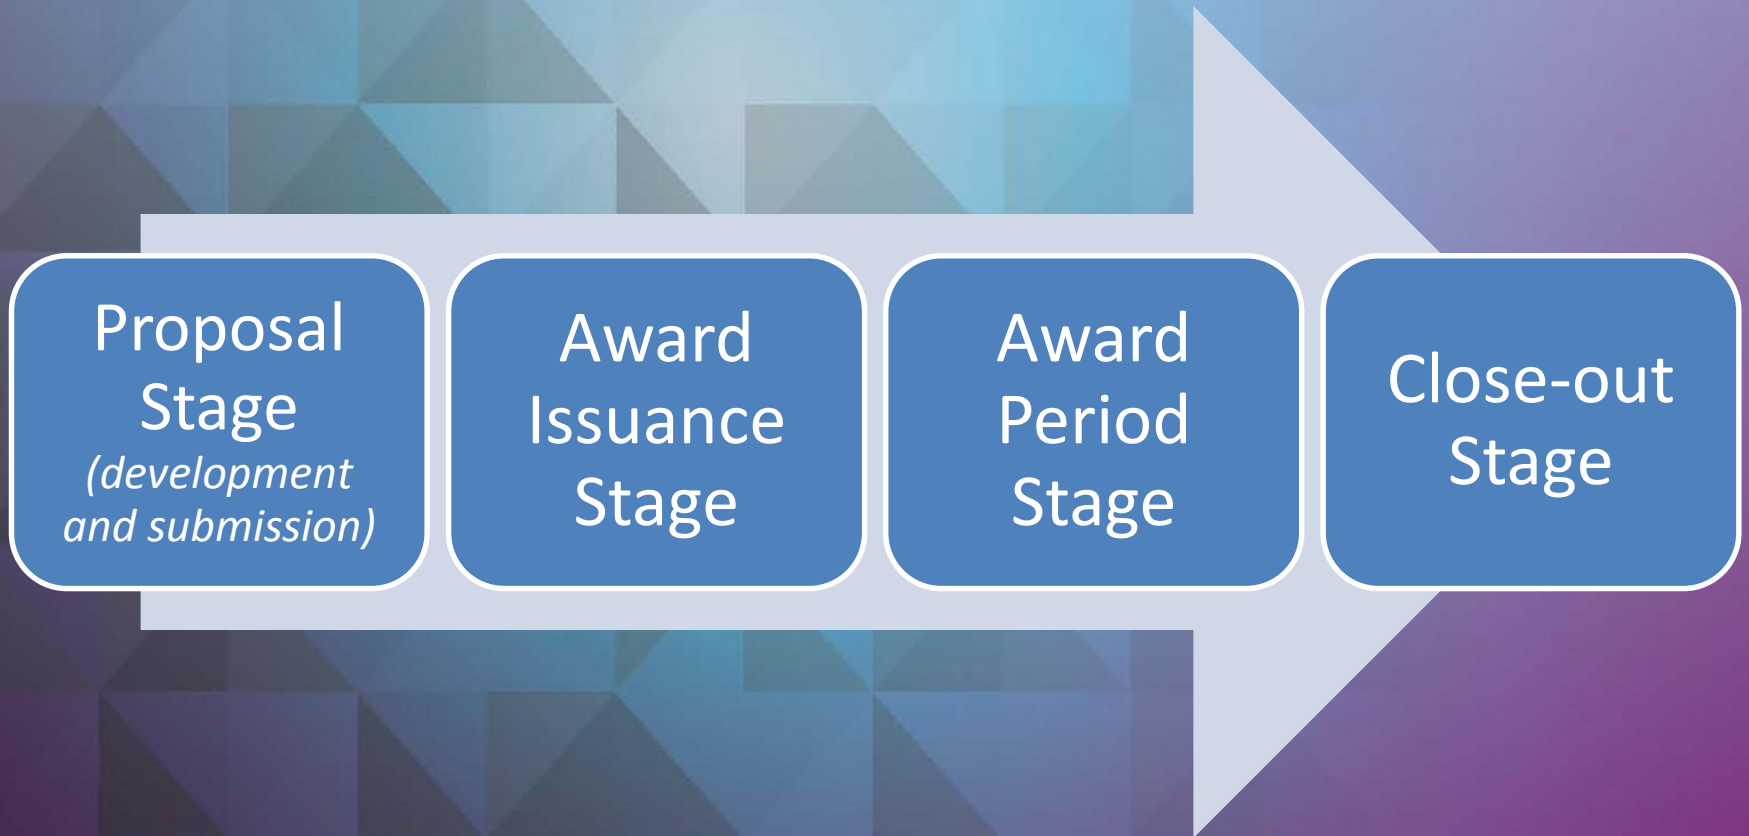 Proposal
Stage
(development
and submission)
Award
Issuance
Stage
Award
Period
Stage
Close-out
Stage